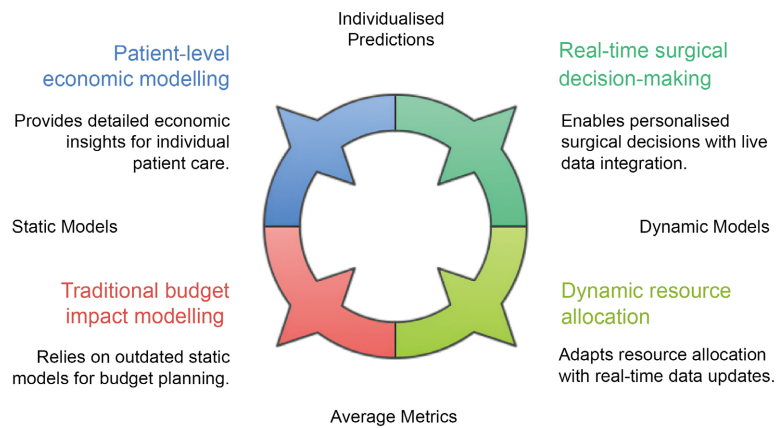 Individualised
Predictions
Patient-level
economic modelling
Provides detailed economic
insights for individual
patient care.
Real-time surgical
decision-making
Enables personalised
surgical decisions with live
data integration.
Static Models
Dynamic Models
Traditional budget
impact modelling
Relies on outdated static
models for budget planning.
Dynamic resource
allocation
Adapts resource allocation
with real-time data updates.
Average Metrics